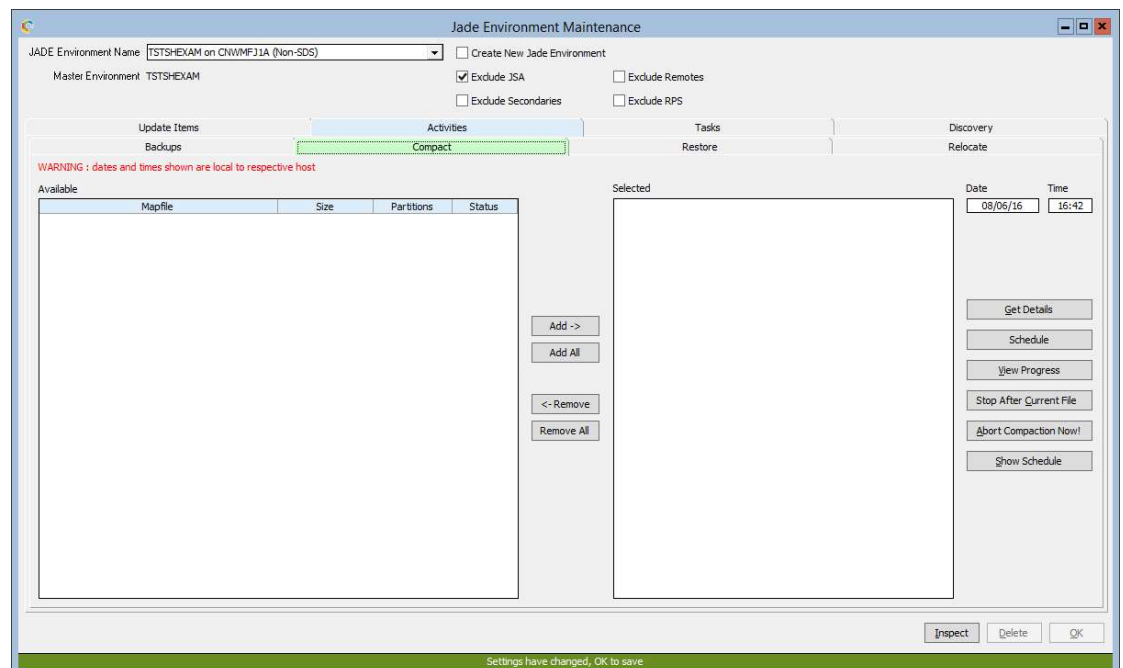 Jade Environment Maintenance
JADE Environment Name TSTSHEXAM on CNWMFJ1A (Non-SDS) Create New Jade Environment
Master Environment TSTSHEXAM Exclude JSA Exclude Remotes
Exclude Secondaries Exclude RPS
Update Items Activities Tasks Discovery
Backups Compact Restore Relocate
WARNING : dates and times shown are local to respective host
Available Selected Date Time
Mapfile Size Partitions Status 08/06/16 16:42
Get Details
Add -> Schedule
Add All
View Progress
<- Remove Stop After Current File
Remove All Abort Compaction Now!
Show Schedule
Inspect Delete OK
Settings have changed, OK to save